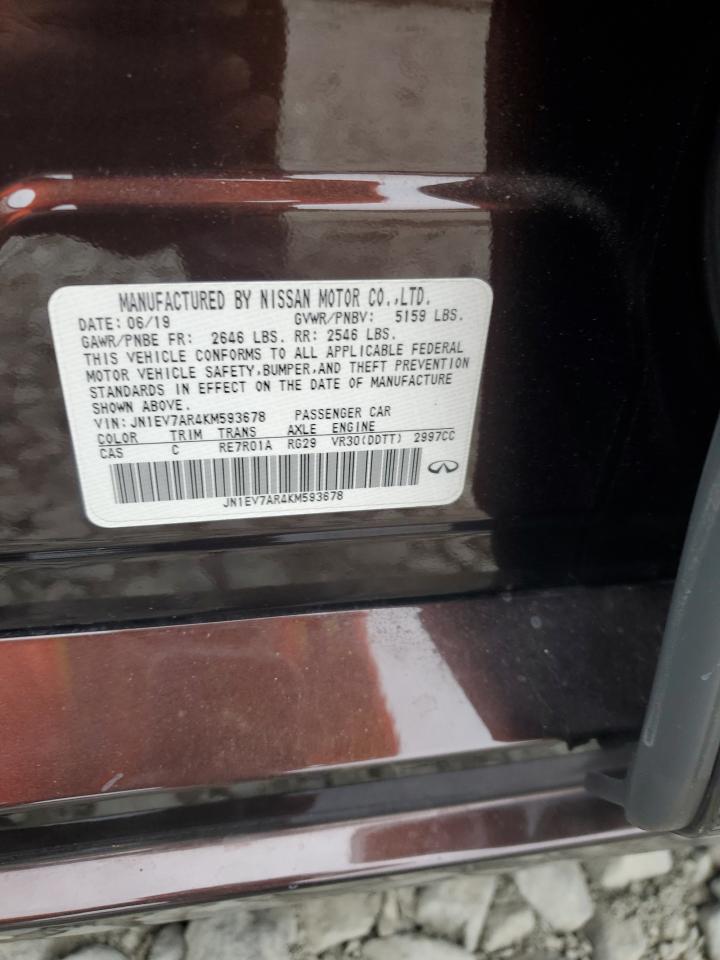 MANUFACTURED BY NISSAN MOTOR CO.,LTD.
DATE: 06/19 GVWR/PNBV: 5159 LBS.
GAWR/PNBE FR: 2646 LBS. RR: 2546 LBS.
THIS VEHICLE CONFORMS TO ALL APPLICABLE FEDERAL
MOTOR VEHICLE SAFETY,BUMPER,AND THEFT PREVENTION
STANDARDS IN EFFECT ON THE DATE OF MANUFACTURE
SHOWN ABOVE.
VIN: JN1EV7AR4KM593678 PASSENGER CAR
COLOR TRIM TRANS AXLE ENGINE
CAS C RE7R01A RG29 VR30(DDTT) 2997CC
JN1EV7AR4KM593678